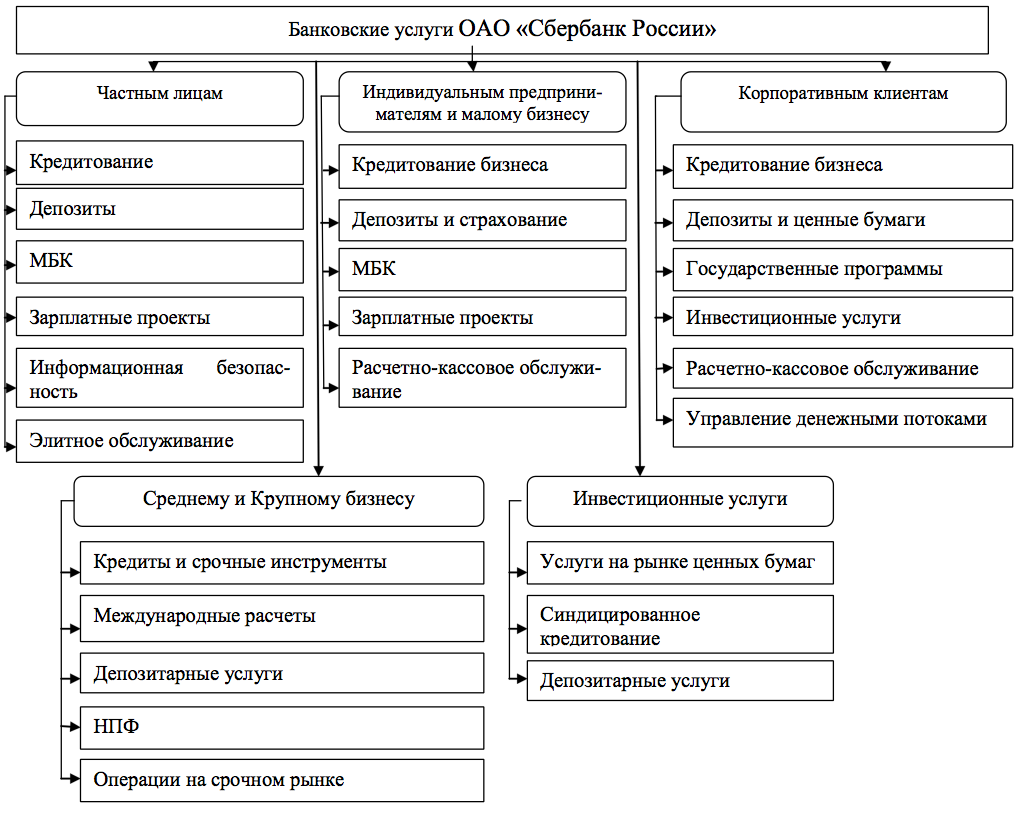 Банковские услуги ОАО «Сбербанк России»
Частным лицам
Кредитование
Депозиты
МБК
Зарплатные проекты
Информационная безопас-
ность
Элитное обслуживание
Индивидуальным предприни-
мателям и малому бизнесу
Кредитование бизнеса
Депозиты и страхование
МБК
Зарплатные проекты
Расчетно-кассовое обслужи-
вание
Корпоративным клиентам
Кредитование бизнеса
Депозиты и ценные бумаги
Государственные программы
Инвестиционные услуги
Расчетно-кассовое обслуживание
Управление денежными потоками
Среднему и Крупному бизнесу
Кредиты и срочные инструменты
Международные расчеты
Депозитарные услуги
НПФ
Операции на срочном рынке
Инвестиционные услуги
Услуги на рынке ценных бумаг
Синдицированное
кредитование
Депозитарные услуги